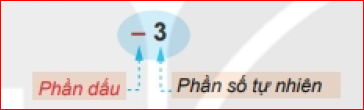 – 3
Phần dấu Phần số tự nhiên